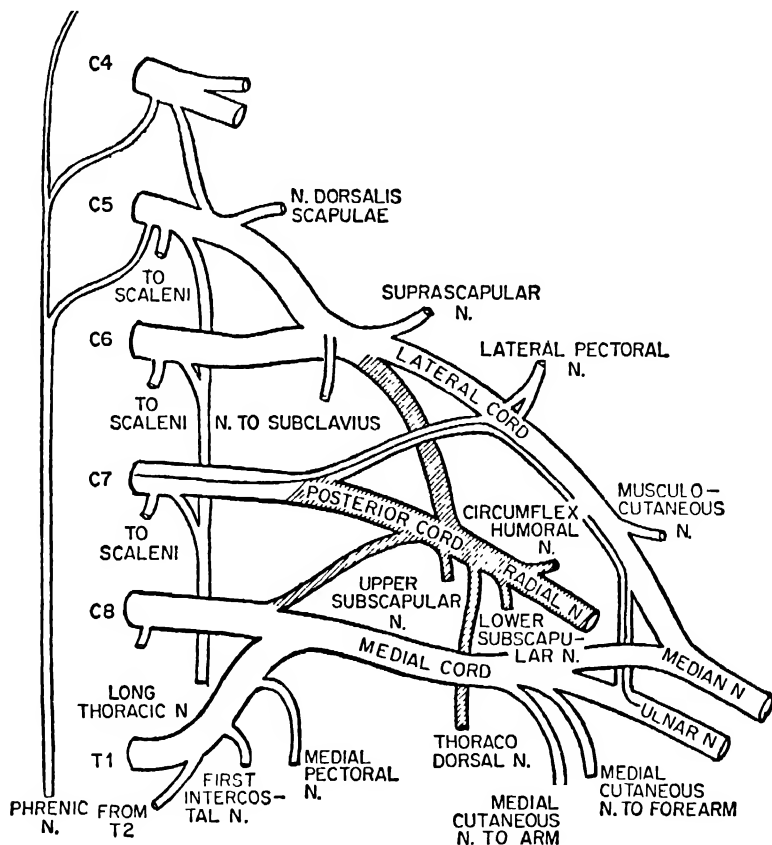 C4
C5
N. DORSALIS
SCAPULAE
TO
SCALENI
SUPRASCAPULAR
N.
C6
LATERAL PECTORAL
N.
LATERAL CORD
TO
SCALENI
N. TO SUBCLAVIUS
C7
MUSCULO-
CUTANEOUS
N.
POSTERIOR CORD
CIRCUMFLEX
HUMORAL
N.
TO
SCALENI
RADIAL N
UPPER
SUBSCAPULAR
N.
C8
LOWER
SUBSCAPU-
LAR N.
MEDIAL CORD
MEDIAN N
LONG
THORACIC N
ULNAR N
T1
THORACO
DORSAL N.
MEDIAL
PECTORAL
N.
FIRST
INTERCOS-
TAL N.
MEDIAL
CUTANEOUS
N. TO FOREARM
PHRENIC
N.
FROM
T2
MEDIAL
CUTANEOUS
N. TO ARM